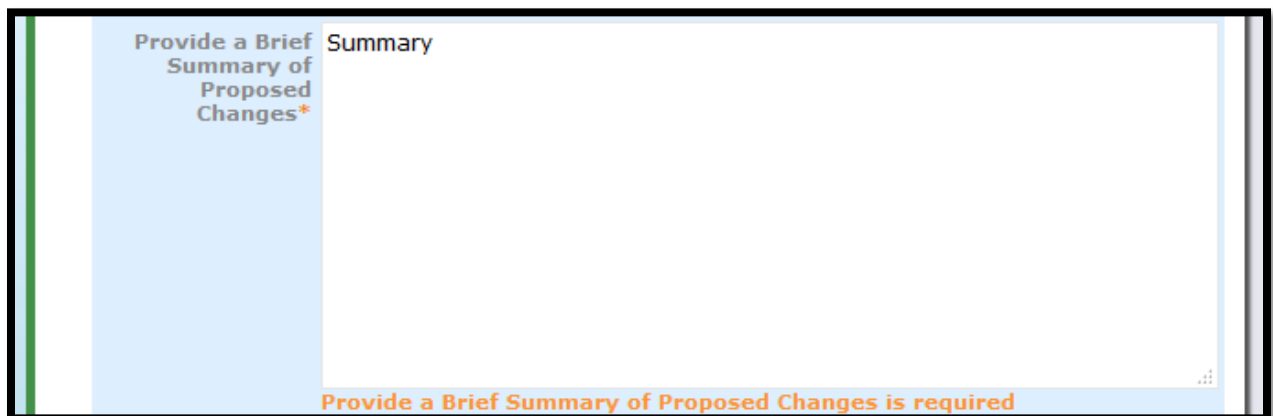 Provide a Brief
Summary of
Proposed
Changes*
Summary
Provide a Brief Summary of Proposed Changes is required